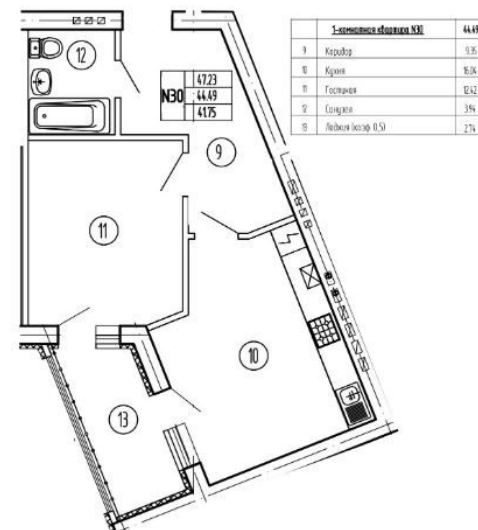 1-комнатная квартира N30 44.49
9 Коридор 9.35
10 Кухня 16.04
11 Гостиная 12.42
12 Санузел 3.94
13 Лоджия (коэф. 0,5) 2.74
12
N30
47.23
44.49
41.75
9
11
10
13